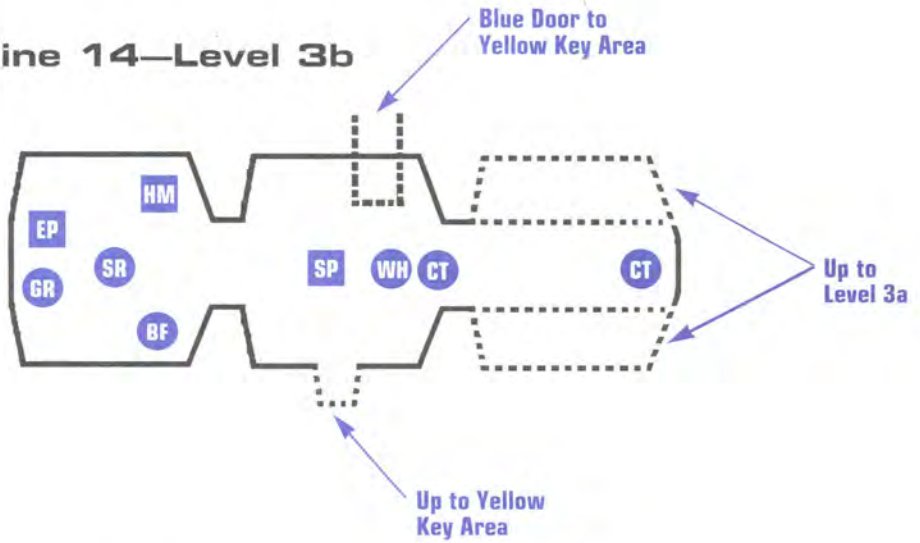 Blue Door to
Yellow Key Area
ine 14—Level 3b
HM
EP
SR
GR
BF
SP
WH
CT
CT
Up to
Level 3a
Up to Yellow
Key Area